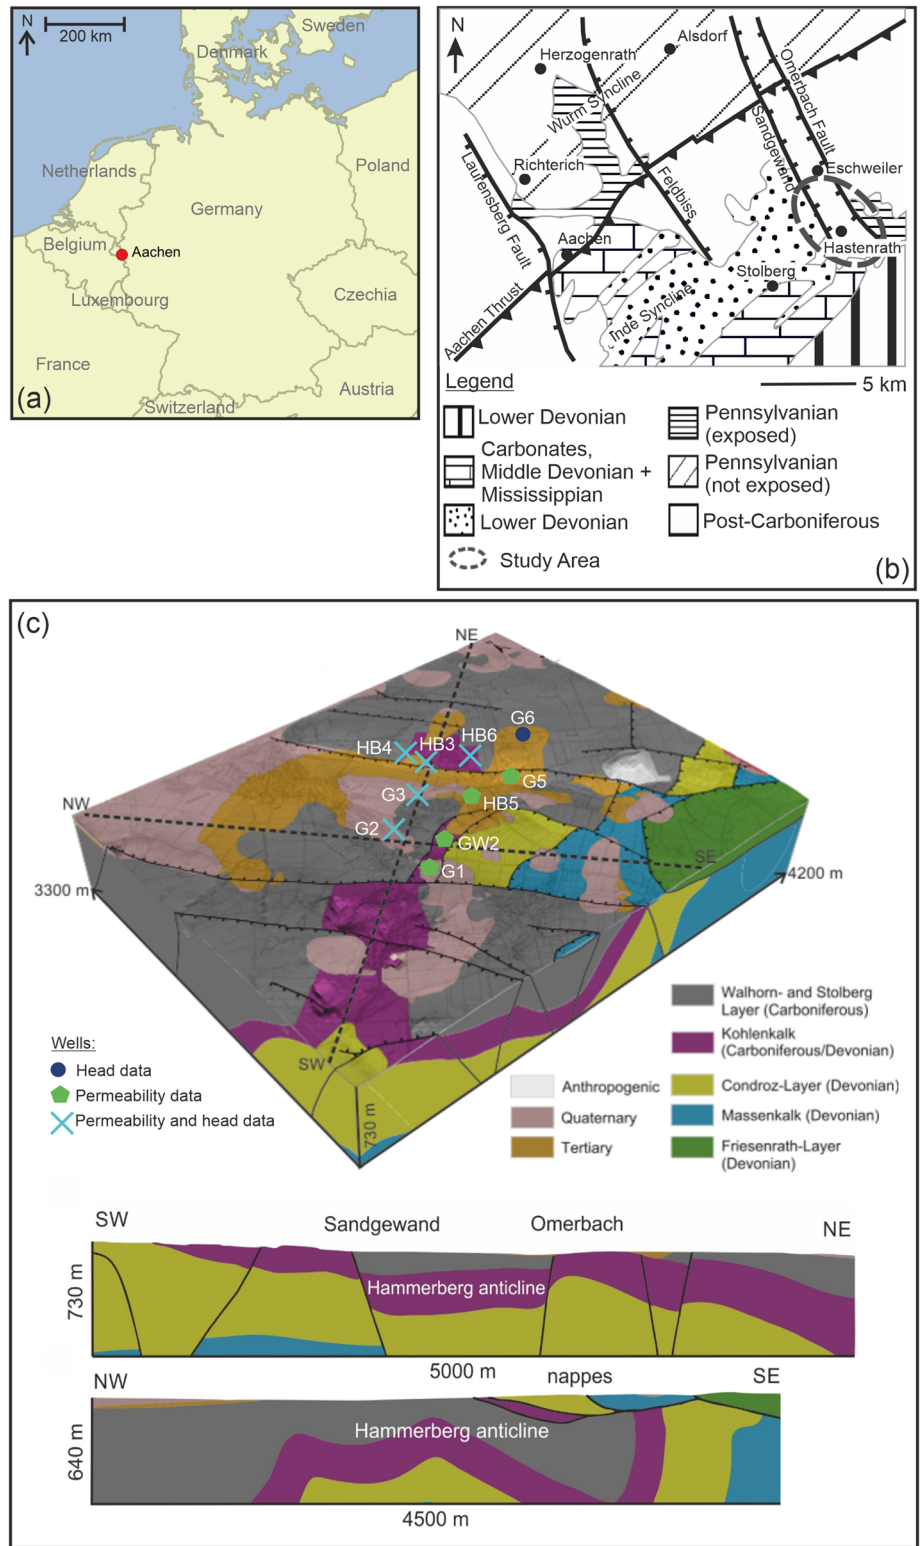 N
200 km
Sweden
Denmark
Netherlands
Poland
Germany
Belgium
Aachen
Luxembourg
Czechia
France
Austria
Switzerland
(a)
N
Herzogenrath
Alsdorf
Wurm Syncline
Omerbach Fault
Sandgewand
Richterich
Laurensberg Fault
Feldbiss
Eschweiler
Aachen
Hastenrath
Stolberg
Inde Syncline
Aachen Thrust
Legend
5 km
Lower Devonian
Pennsylvanian
(exposed)
Carbonates,
Middle Devonian +
Mississippian
Pennsylvanian
(not exposed)
Lower Devonian
Post-Carboniferous
Study Area
(b)
(c)
NE
G6
HB6
HB3
HB4
G5
G3
HB5
NW
G2
GW2
SE
G1
3300 m
4200 m
SW
730 m
Wells:
Head data
Permeability data
Permeability and head data
Walhorn- and Stolberg
Layer (Carboniferous)
Kohlenkalk
(Carboniferous/Devonian)
Anthropogenic
Condroz-Layer (Devonian)
Quaternary
Massenkalk (Devonian)
Tertiary
Friesenrath-Layer
(Devonian)
SW
Sandgewand
Omerbach
NE
730 m
Hammerberg anticline
5000 m
NW
nappes
SE
640 m
Hammerberg anticline
4500 m